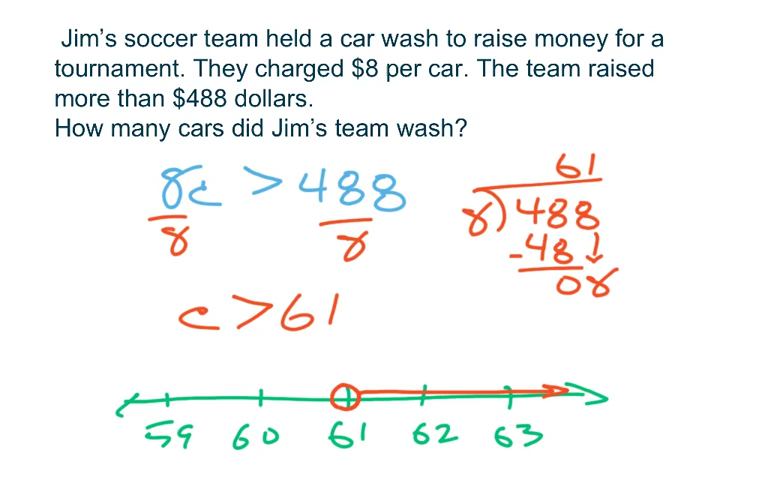 Jim's soccer team held a car wash to raise money for a
tournament. They charged $8 per car. The team raised
more than $488 dollars.
How many cars did Jim's team wash?
8c > 488
8 8
c > 61
61
8)488
-48↓
08
59 60 61 62 63